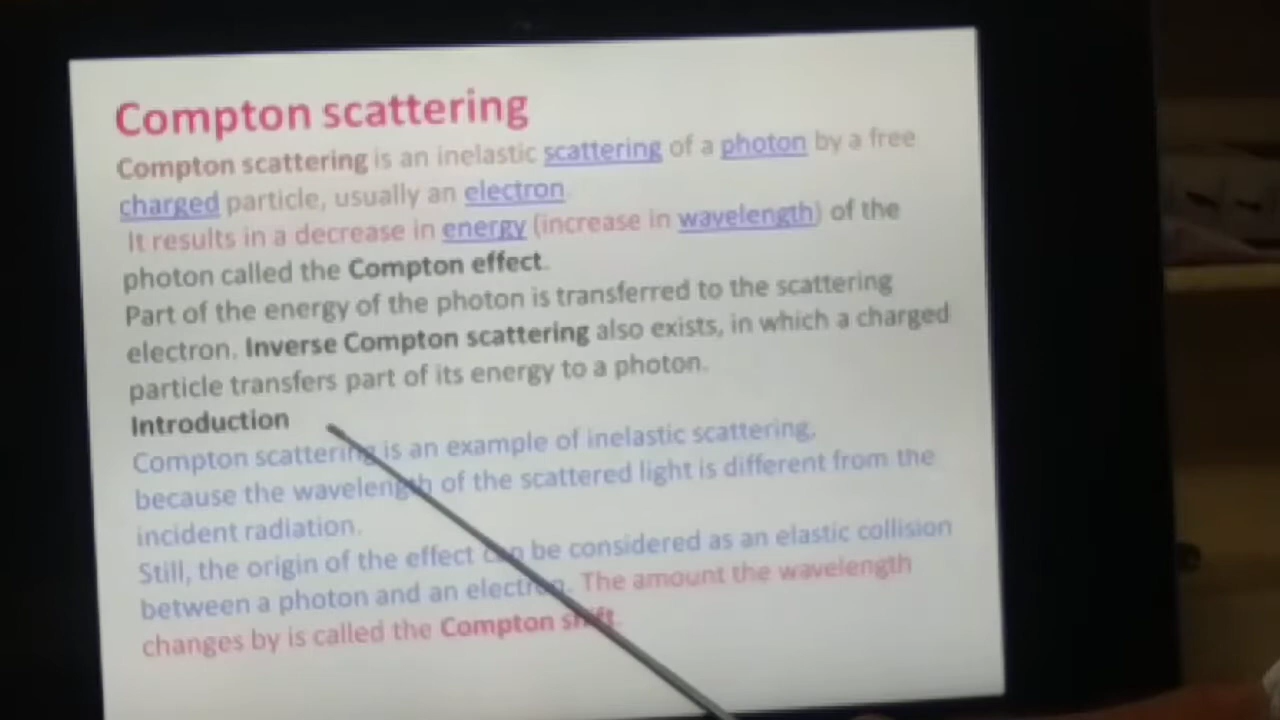 Compton scattering
Compton scattering is an inelastic scattering of a photon by a free
charged particle, usually an electron
It results in a decrease in energy (increase in wavelength) of the
photon called the Compton effect.
Part of the energy of the photon is transferred to the scattering
electron. Inverse Compton scattering also exists, in which a charged
particle transfers part of its energy to a photon.
Introduction
Compton scattering is an example of inelastic scattering,
because the wavelength of the scattered light is different from the
incident radiation.
Still, the origin of the effect can be considered as an elastic collision
between a photon and an electron. The amount the wavelength
changes by is called the Compton shift.